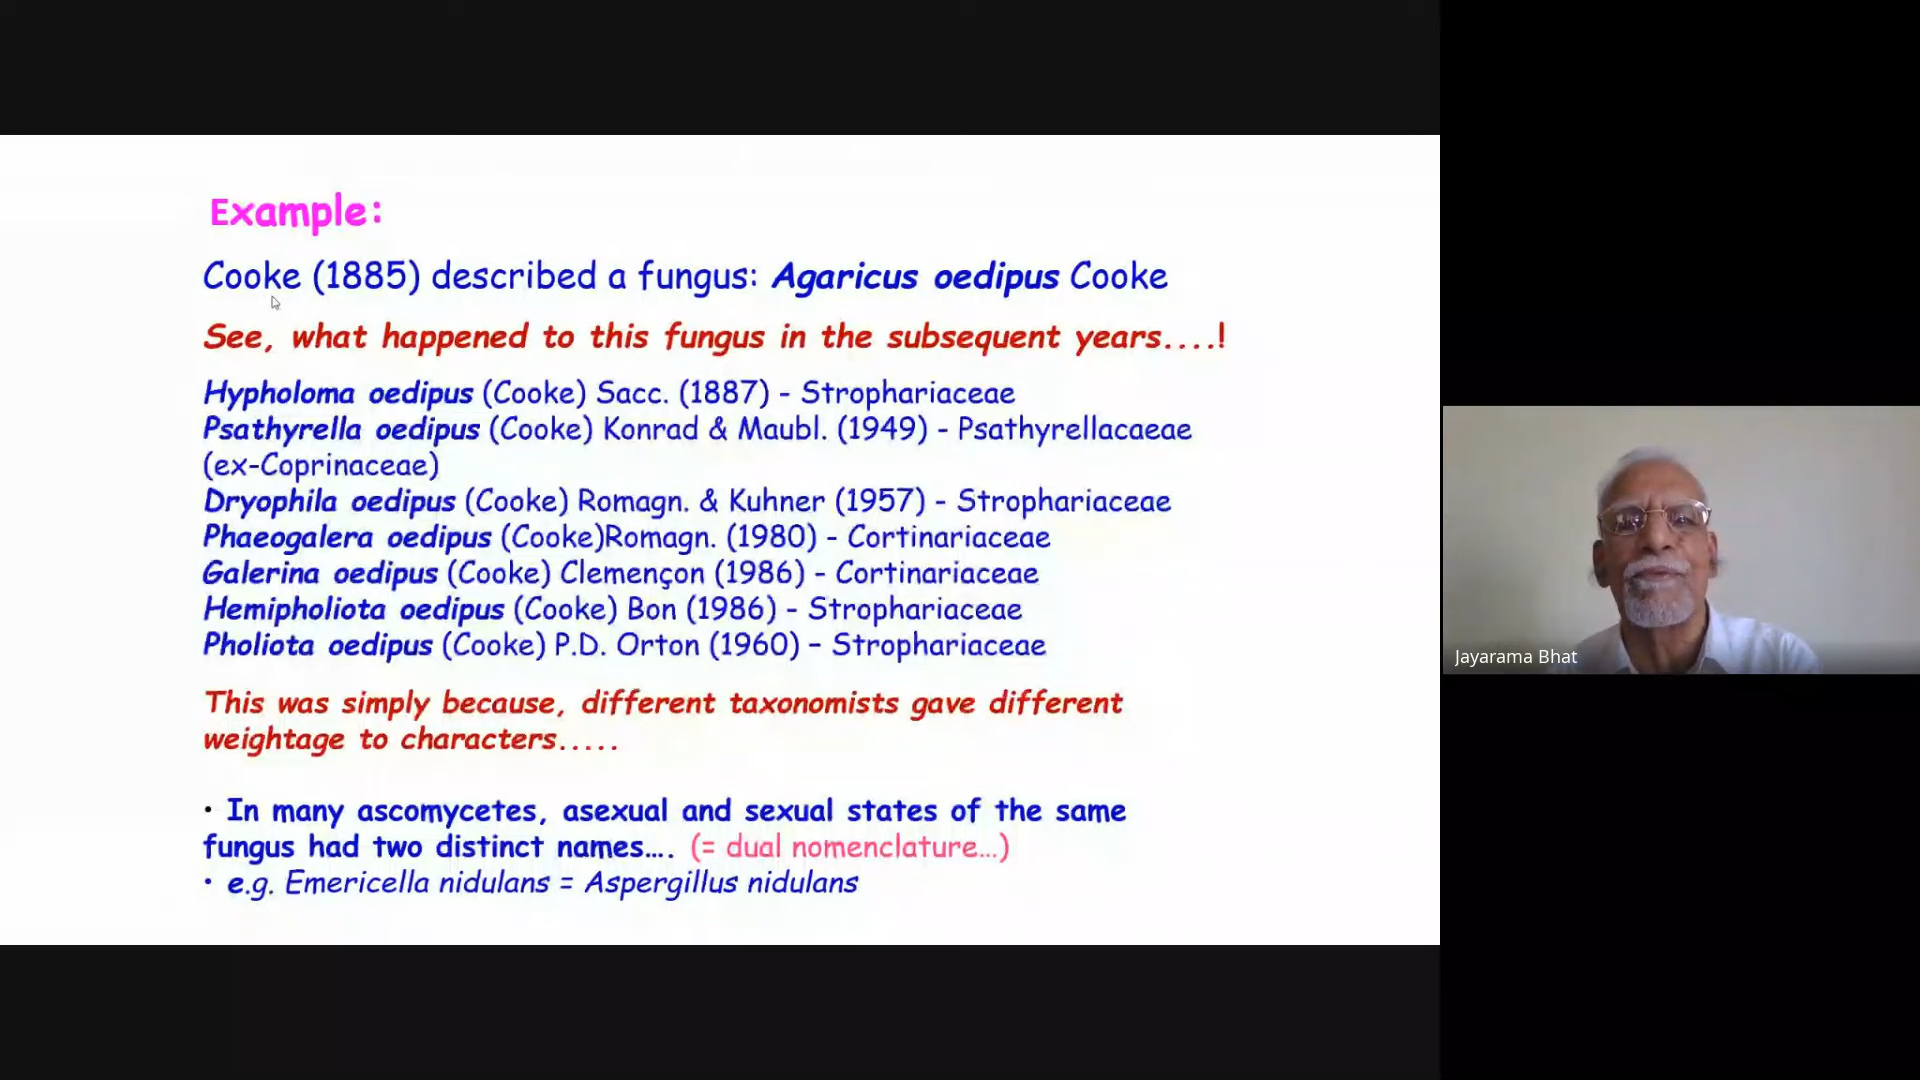 Example:
Cooke (1885) described a fungus: Agaricus oedipus Cooke
See, what happened to this fungus in the subsequent years....!
Hypholoma oedipus (Cooke) Sacc. (1887) - Strophariaceae
Psathyrella oedipus (Cooke) Konrad & Maubl. (1949) - Psathyrellacaeae
(ex-Coprinaceae)
Dryophila oedipus (Cooke) Romagn. & Kuhner (1957) - Strophariaceae
Phaeogalera oedipus (Cooke)Romagn. (1980) - Cortinariaceae
Galerina oedipus (Cooke) Clemençon (1986) - Cortinariaceae
Hemipholiota oedipus (Cooke) Bon (1986) - Strophariaceae
Pholiota oedipus (Cooke) P.D. Orton (1960) – Strophariaceae
This was simply because, different taxonomists gave different
weightage to characters.....
• In many ascomycetes, asexual and sexual states of the same
fungus had two distinct names.... (= dual nomenclature...)
• e.g. Emericella nidulans = Aspergillus nidulans
Jayarama Bhat